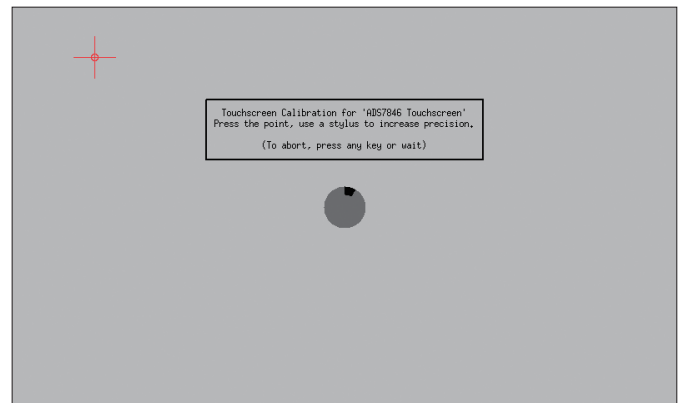 Touchscreen Calibration for 'ADS7846 Touchscreen'
Press the point, use a stylus to increase precision.
(To abort, press any key or wait)